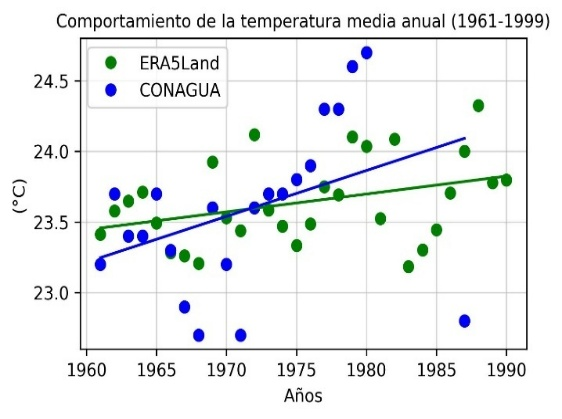 Comportamiento de la temperatura media anual (1961-1999)
ERA5Land
CONAGUA
24.5
24.0
23.5
23.0
(°C)
1960 1965 1970 1975 1980 1985 1990
Años